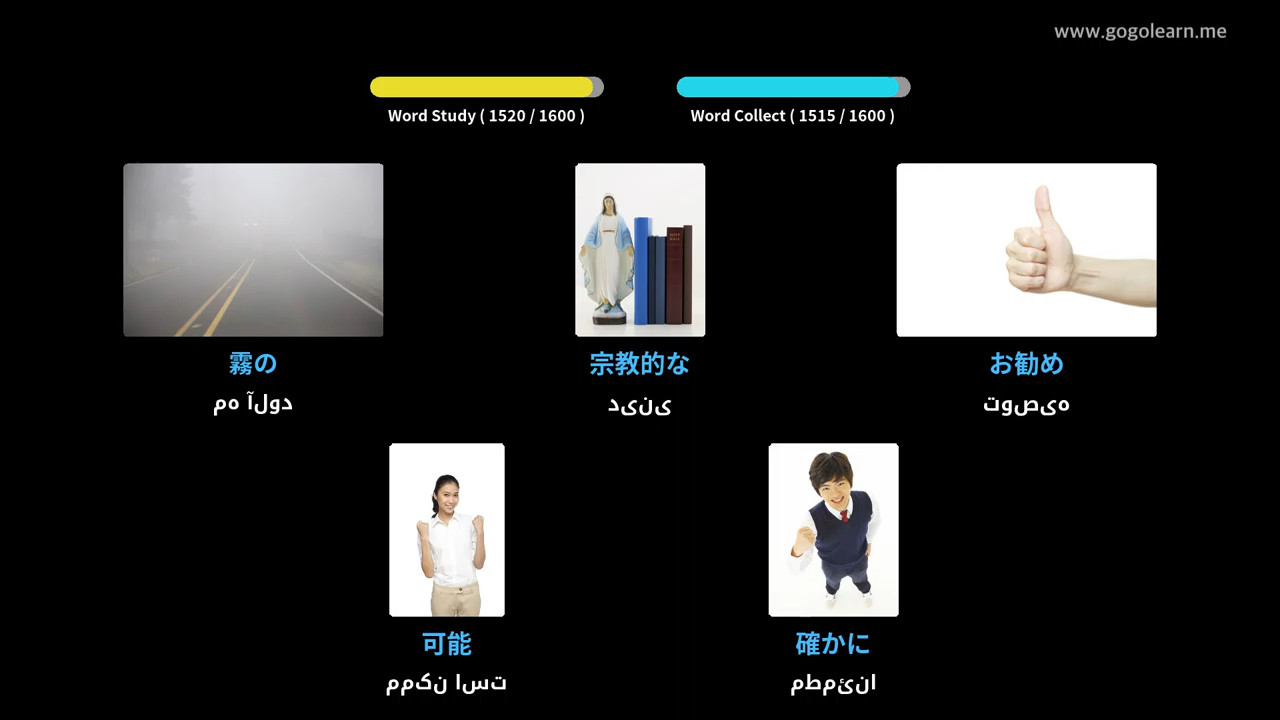 www.gogolearn.me
Word Study ( 1520 / 1600 )
Word Collect ( 1515 / 1600 )
霧の
مه آلود
宗教的な
دینی
お勧め
توصیه
可能
ممکن است
確かに
مطمئنا